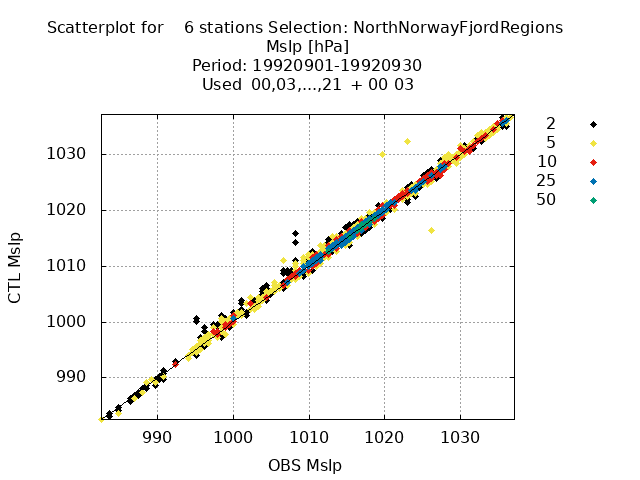 Scatterplot for 6 stations Selection: NorthNorwayFjordRegions
Mslp [hPa]
Period: 19920901-19920930
Used 00,03,...,21 + 00 03
2
5
10
25
50
1030
1020
1010
1000
990
CTL Mslp
990 1000 1010 1020 1030
OBS Mslp